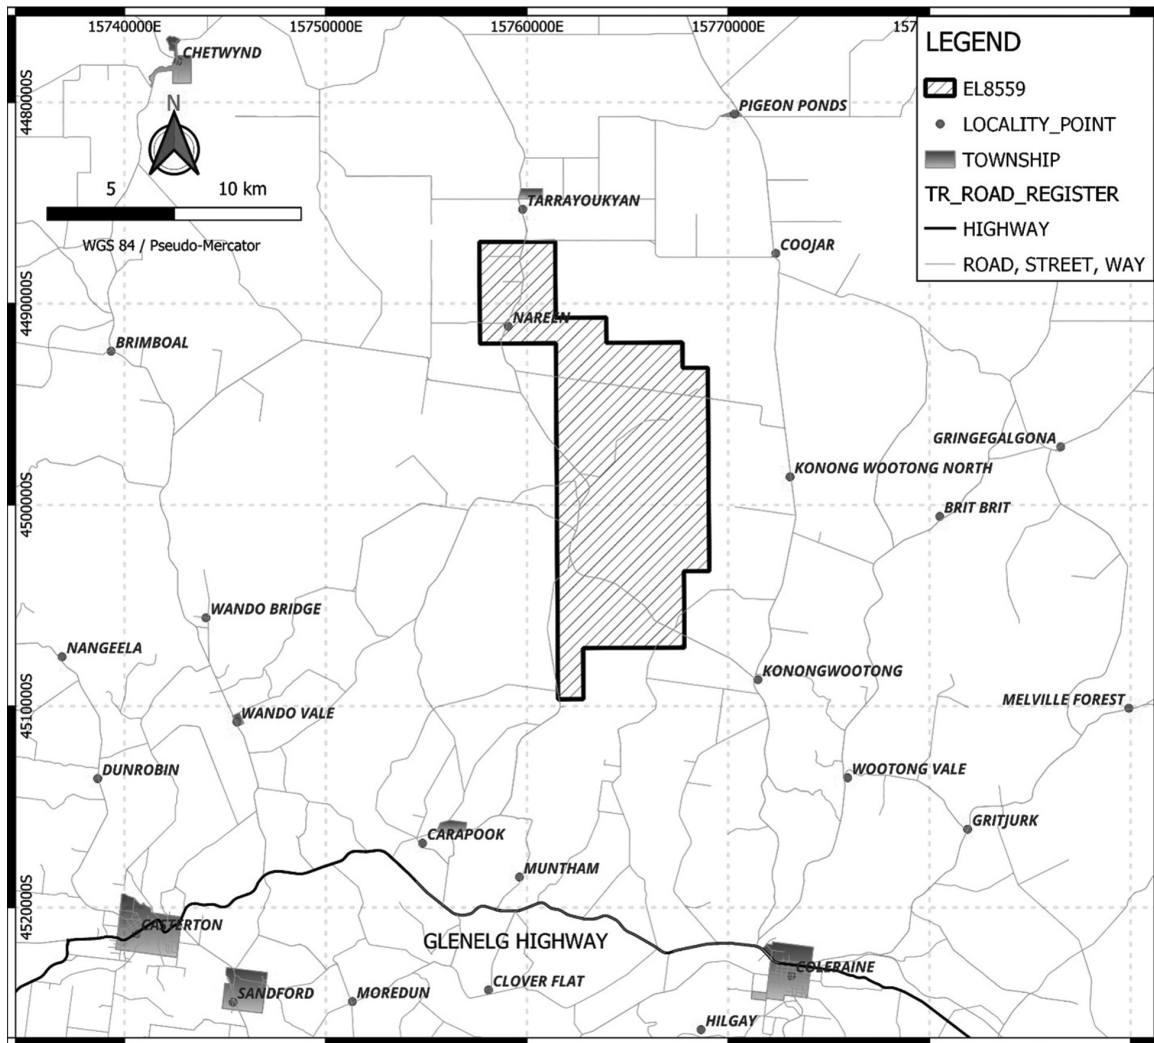 15740000E
15750000E
15760000E
15770000E
157
LEGEND
EL8559
LOCALITY_POINT
TOWNSHIP
TR_ROAD_REGISTER
HIGHWAY
ROAD, STREET, WAY
CHETWYND
N
5
10 km
WGS 84 / Pseudo-Mercator
4480000S
4490000S
4500000S
4510000S
4520000S
PIGEON PONDS
TARRAYOUKYAN
COOJAR
NAREEN
BRIMBOAL
GRINGEGALGONA
KONONG WOOTONG NORTH
BRIT BRIT
WANDO BRIDGE
NANGEELA
KONONGWOOTONG
MELVILLE FOREST
WANDO VALE
DUNROBIN
WOOTONG VALE
GRITJURK
CARAPOOK
MUNTHAM
CASTERTON
GLENELG HIGHWAY
COLERAINE
CLOVER FLAT
SANDFORD
MOREDUN
HILGAY